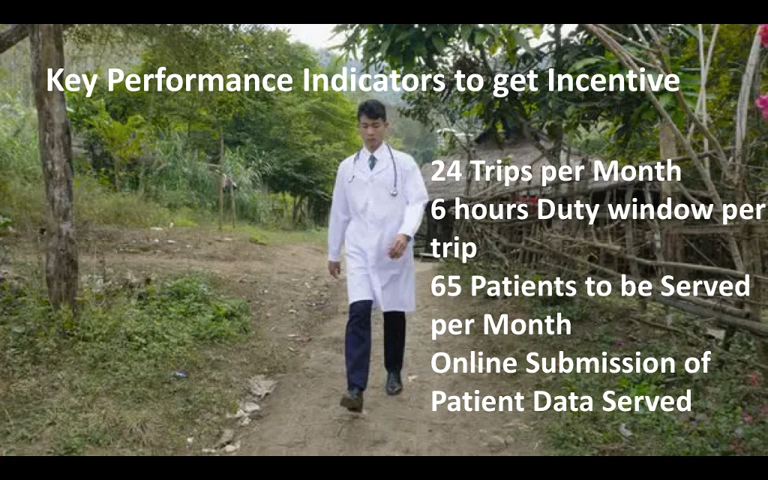 Key Performance Indicators to get Incentive
24 Trips per Month
6 hours Duty window per
trip
65 Patients to be Served
per Month
Online Submission of
Patient Data Served